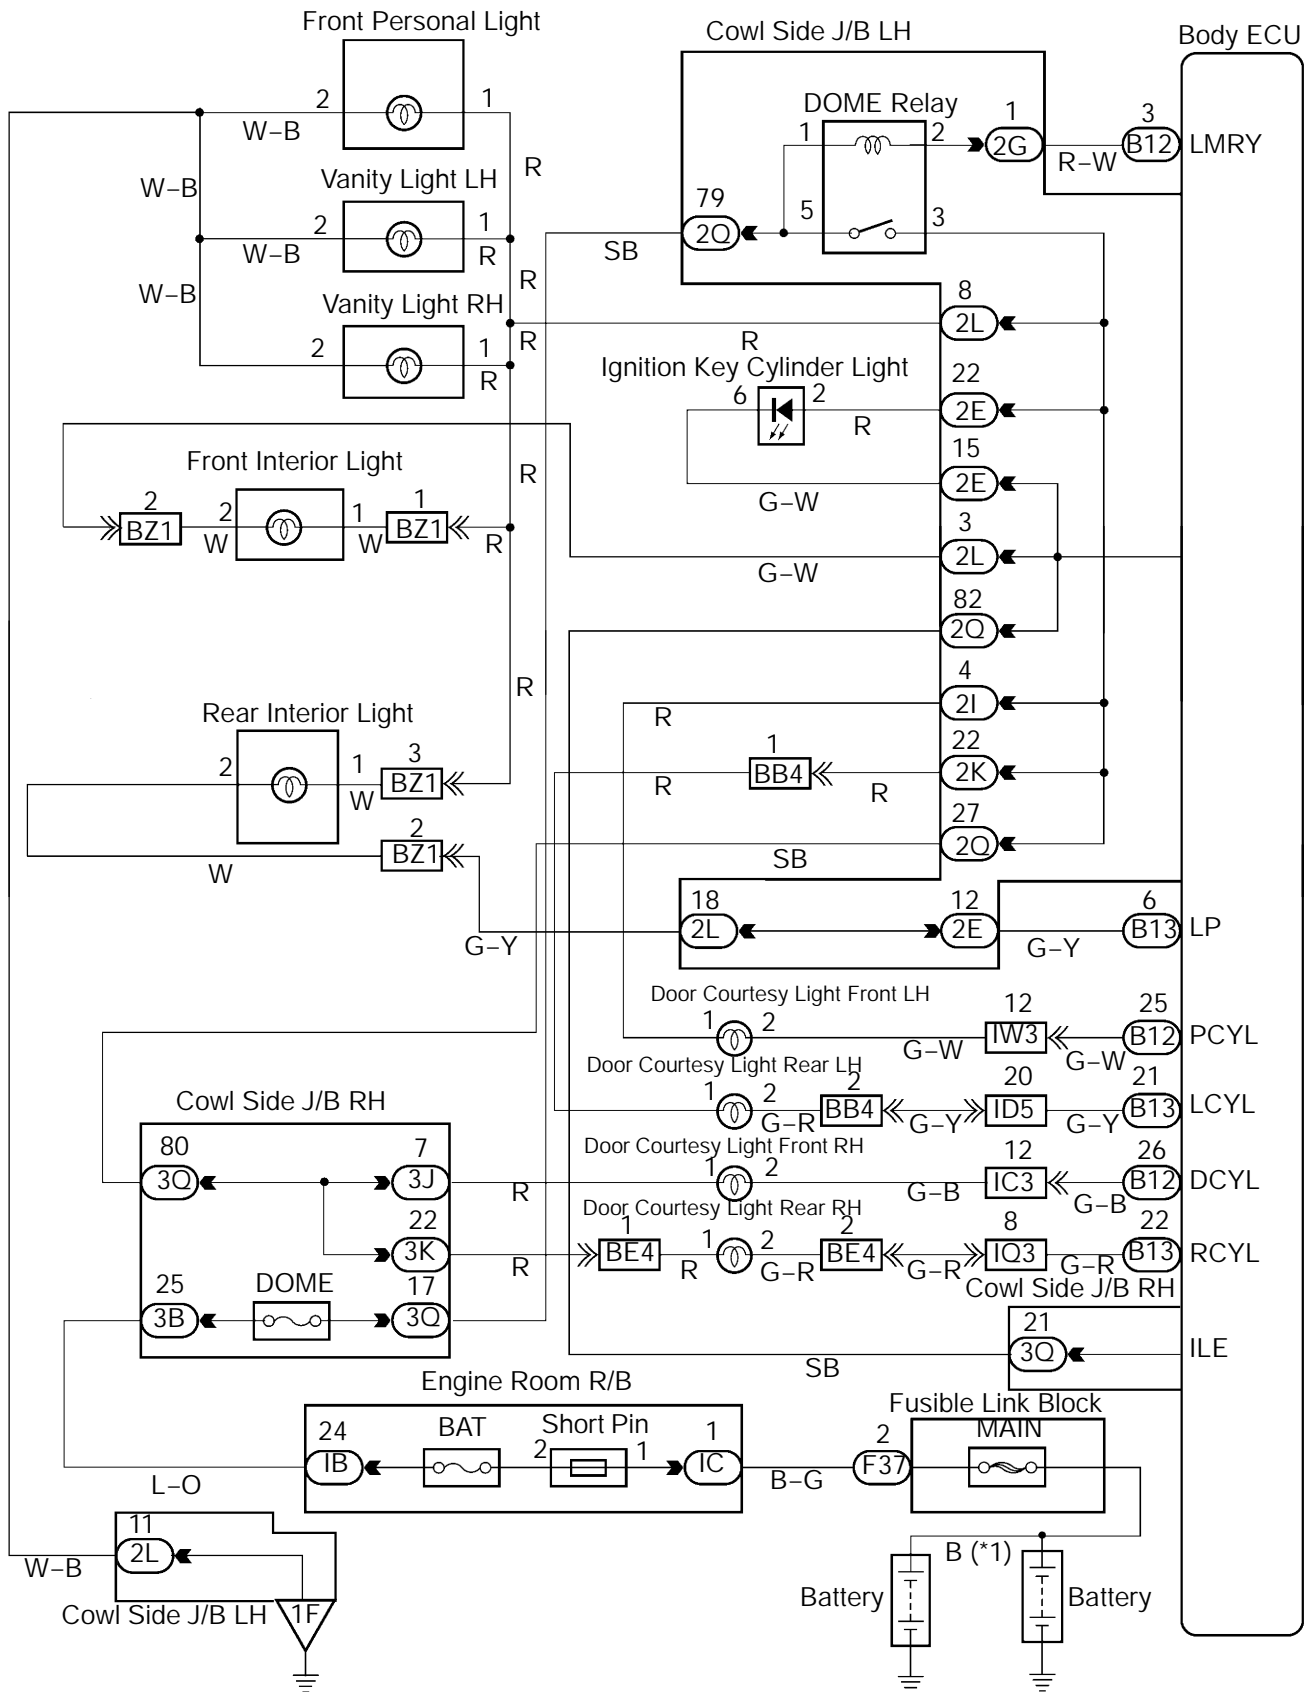 Front Personal Light
Cowl Side J/B LH
Body ECU
DOME Relay
2
1
W–B
R
1
2
1
2G
R–W
3
B12
LMRY
W–B
Vanity Light LH
2
1
W–B
R
79
2Q
5
3
SB
W–B
R
Vanity Light RH
2
1
R
R
R
8
2L
Ignition Key Cylinder Light
6
2
R
22
2E
15
2E
G–W
Front Interior Light
R
2
BZ1
2
W
1
W
1
BZ1
R
3
2L
G–W
82
2Q
R
4
2I
R
Rear Interior Light
2
1
W
3
BZ1
1
BB4
R
R
22
2K
2
BZ1
W
27
2Q
SB
18
2L
12
2E
G–Y
G–Y
6
B13
LP
Door Courtesy Light Front LH
1
2
G–W
12
IW3
G–W
25
B12
PCYL
Door Courtesy Light Rear LH
1
2
G–R
2
BB4
G–Y
20
ID5
G–Y
21
B13
LCYL
Cowl Side J/B RH
Door Courtesy Light Front RH
80
3Q
7
3J
R
1
2
G–B
12
IC3
G–B
26
B12
DCYL
Door Courtesy Light Rear RH
22
3K
R
1
BE4
R
1
2
G–R
2
BE4
G–R
8
IQ3
G–R
22
B13
RCYL
25
3B
DOME
17
3Q
Cowl Side J/B RH
21
3Q
SB
ILE
Engine Room R/B
Fusible Link Block
24
IB
BAT
Short Pin
2
1
1
IC
B–G
2
F37
MAIN
L–O
11
2L
W–B
B (*1)
Battery
Battery
Cowl Side J/B LH
1F